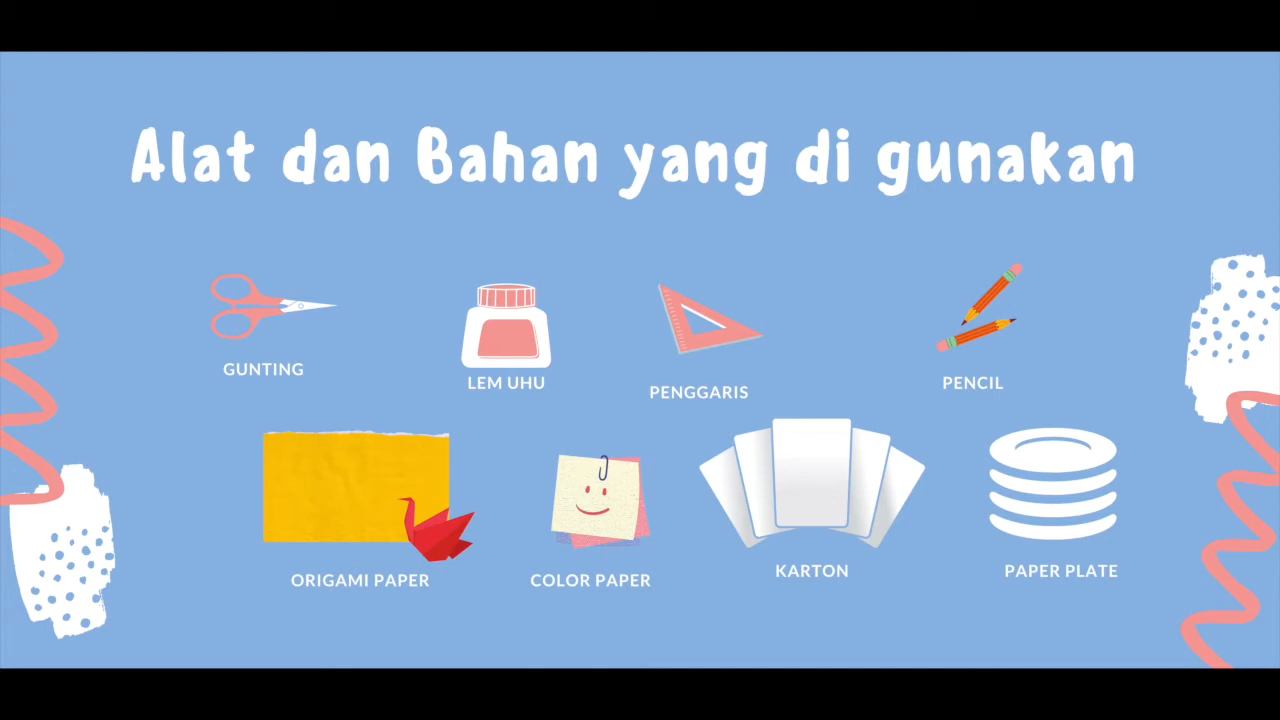 Alat dan Bahan yang di gunakan
GUNTING
LEM UHU
PENGGARIS
PENCIL
ORIGAMI PAPER
COLOR PAPER
KARTON
PAPER PLATE